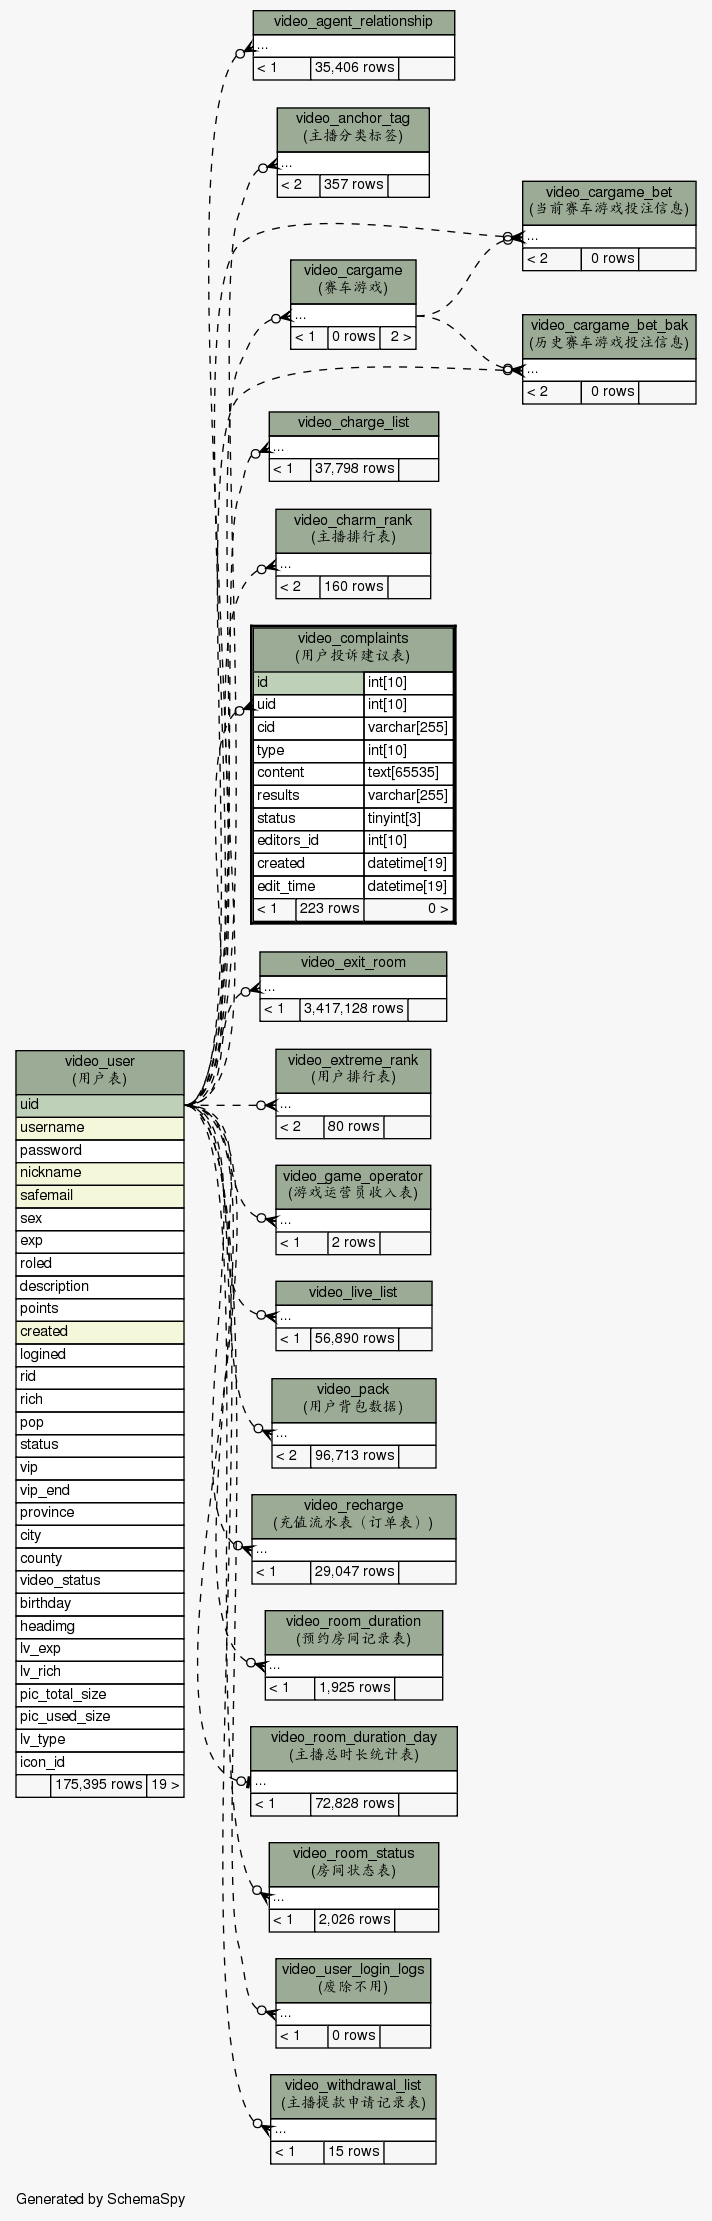 video_agent_relationship
...
< 1 35,406 rows
video_anchor_tag
(主播分类标签)
...
< 2 357 rows
video_cargame_bet
(当前赛车游戏投注信息)
...
< 2 0 rows
video_cargame
(赛车游戏)
...
< 1 0 rows 2 >
video_cargame_bet_bak
(历史赛车游戏投注信息)
...
< 2 0 rows
video_charge_list
...
< 1 37,798 rows
video_charm_rank
(主播排行表)
...
< 2 160 rows
video_complaints
(用户投诉建议表)
id int[10]
uid int[10]
cid varchar[255]
type int[10]
content text[65535]
results varchar[255]
status tinyint[3]
editors_id int[10]
created datetime[19]
edit_time datetime[19]
< 1 223 rows 0 >
video_exit_room
...
< 1 3,417,128 rows
video_user
(用户表)
uid
username
password
nickname
safemail
sex
exp
roled
description
points
created
logined
rid
rich
pop
status
vip
vip_end
province
city
county
video_status
birthday
headimg
lv_exp
lv_rich
pic_total_size
pic_used_size
lv_type
icon_id
175,395 rows 19 >
video_extreme_rank
(用户排行表)
...
< 2 80 rows
video_game_operator
(游戏运营员收入表)
...
< 1 2 rows
video_live_list
...
< 1 56,890 rows
video_pack
(用户背包数据)
...
< 2 96,713 rows
video_recharge
(充值流水表（订单表）)
...
< 1 29,047 rows
video_room_duration
(预约房间记录表)
...
< 1 1,925 rows
video_room_duration_day
(主播总时长统计表)
...
< 1 72,828 rows
video_room_status
(房间状态表)
...
< 1 2,026 rows
video_user_login_logs
(废除不用)
...
< 1 0 rows
video_withdrawal_list
(主播提款申请记录表)
...
< 1 15 rows
Generated by SchemaSpy